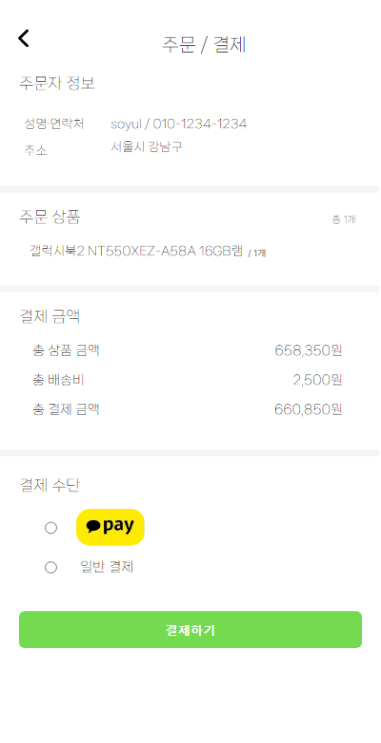 주문 / 결제
주문자 정보
성명·연락처 soyul / 010-1234-1234
주소 서울시 강남구
주문 상품 총 1개
갤럭시북2 NT550XEZ-A58A 16GB램 / 1개
결제 금액
총 상품 금액 658,350원
총 배송비 2,500원
총 결제 금액 660,850원
결제 수단
pay
일반 결제
결제하기